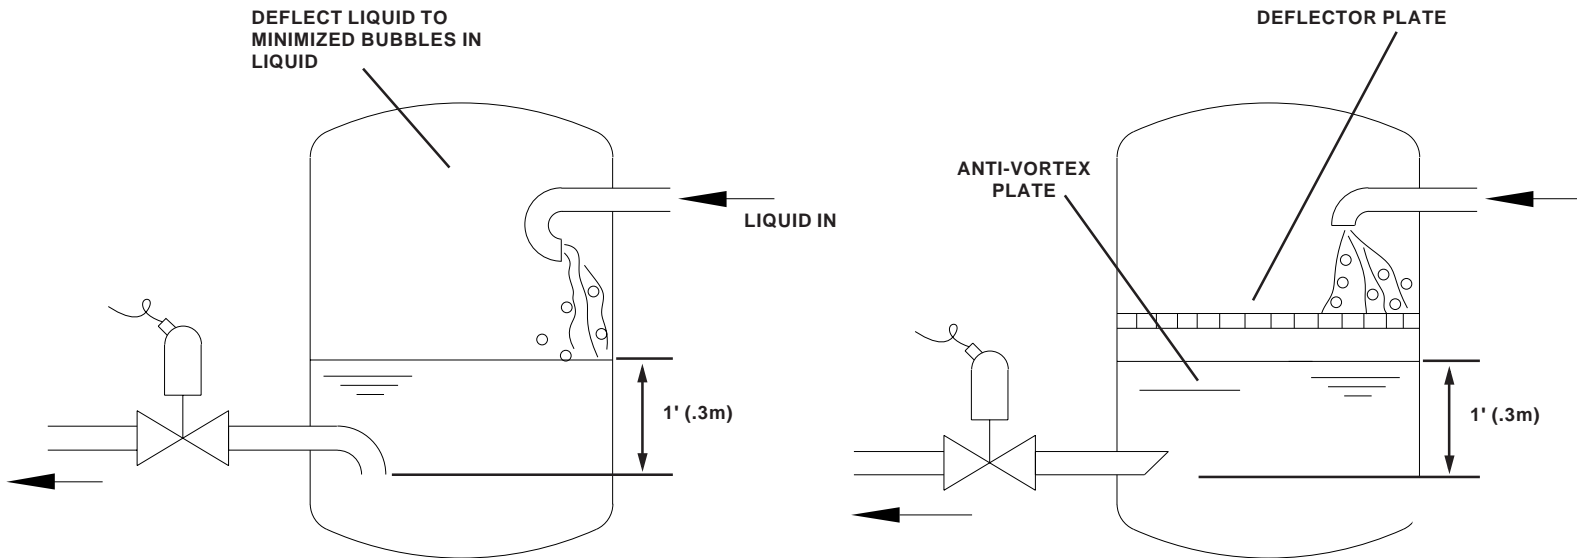 DEFLECT LIQUID TO
MINIMIZED BUBBLES IN
LIQUID
LIQUID IN
1' (.3m)
DEFLECTOR PLATE
ANTI-VORTEX
PLATE
1' (.3m)